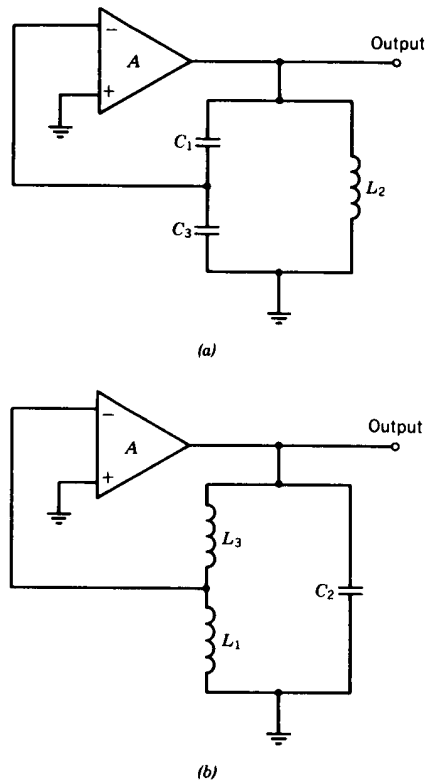 Output
−
A
+
C₁
L₂
C₃
(a)
Output
−
A
+
L₃
C₂
L₁
(b)